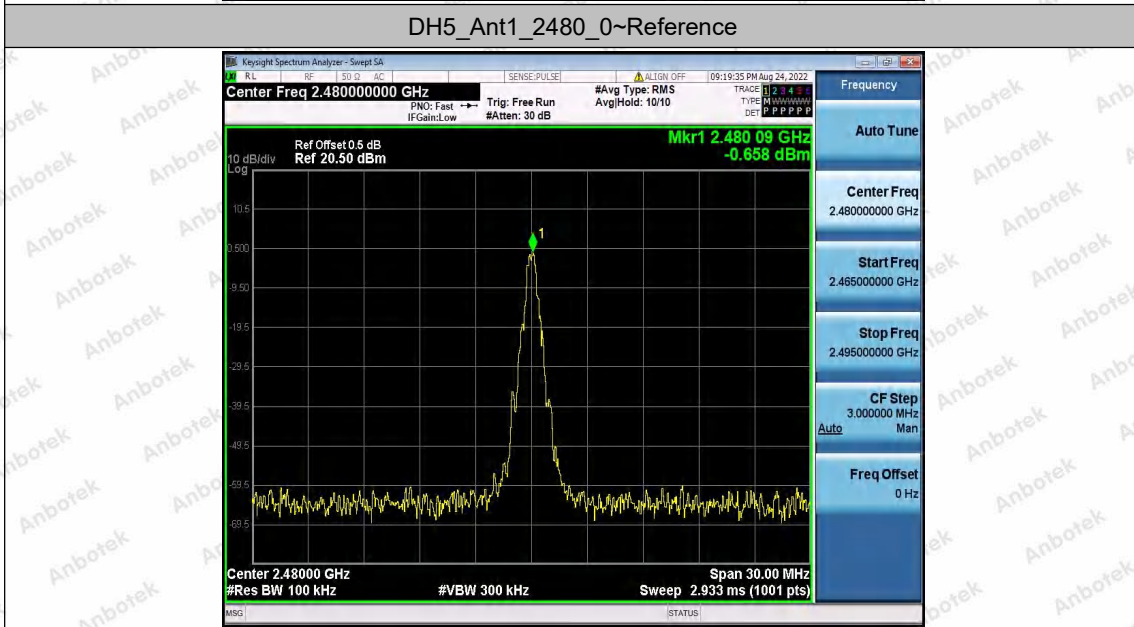 DH5_Ant1_2480_0~Reference
Keysight Spectrum Analyzer - Swept SA
RL RF 50 Ω AC SENSE:PULSE ALIGN OFF 09:19:35 PM Aug 24, 2022
Center Freq 2.480000000 GHz
PNO: Fast
IFGain:Low
Trig: Free Run
#Atten: 30 dB
#Avg Type: RMS
Avg|Hold: 10/10
TRACE 1 2 3 4 5 6
TYPE M W W W W W
DET P P P P P P
Ref Offset 0.5 dB
10 dB/div Ref 20.50 dBm
Log
Mkr1 2.480 09 GHz
-0.658 dBm
10.5
0.500
-9.50
-19.5
-29.5
-39.5
-49.5
-59.5
-69.5
1
Center 2.48000 GHz Span 30.00 MHz
#Res BW 100 kHz #VBW 300 kHz Sweep 2.933 ms (1001 pts)
MSG STATUS
Frequency
Auto Tune
Center Freq
2.480000000 GHz
Start Freq
2.465000000 GHz
Stop Freq
2.495000000 GHz
CF Step
3.000000 MHz
Auto Man
Freq Offset
0 Hz
Anbotek